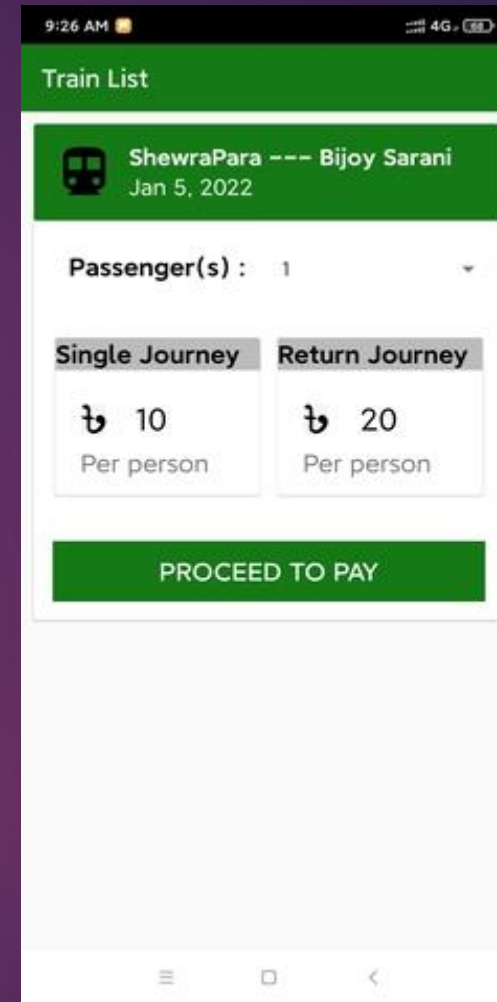 9:26 AM 4G 68
Train List
ShewraPara --- Bijoy Sarani
Jan 5, 2022
Passenger(s) : 1
Single Journey Return Journey
৳ 10 ৳ 20
Per person Per person
PROCEED TO PAY